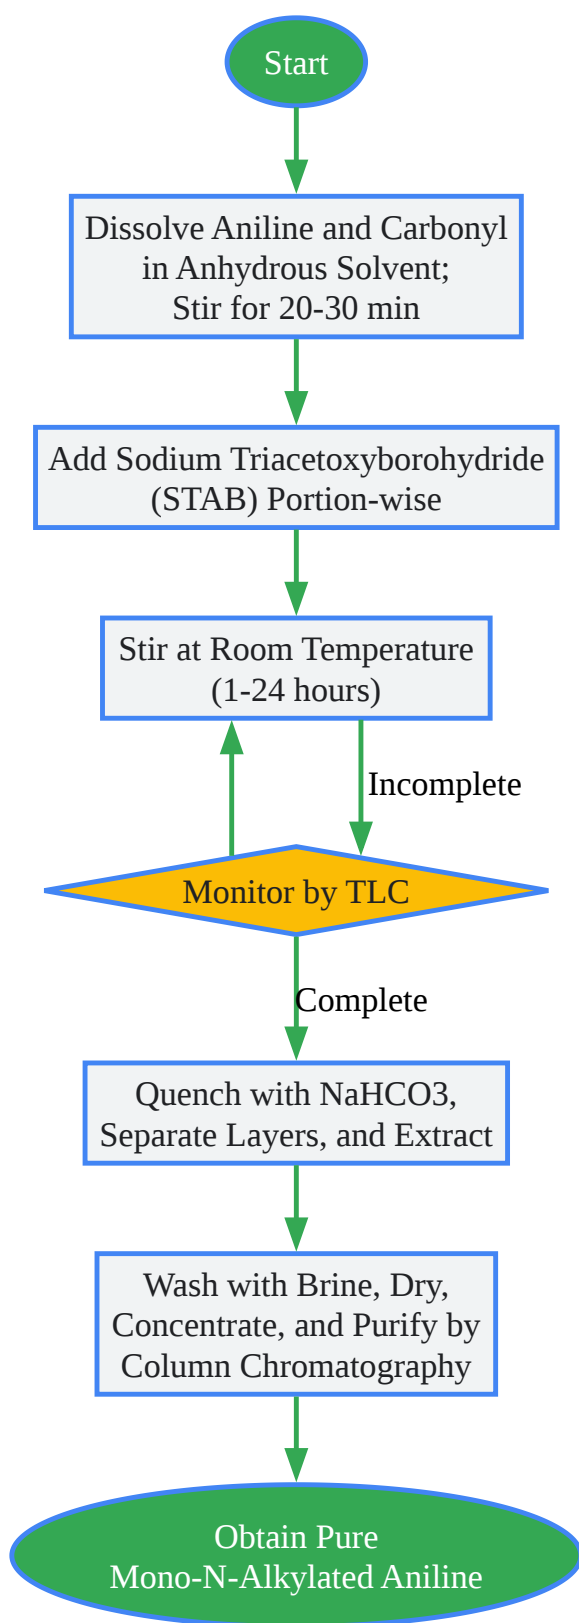 Start
Dissolve Aniline and Carbonyl
in Anhydrous Solvent;
Stir for 20-30 min
Add Sodium Triacetoxyborohydride
(STAB) Portion-wise
Stir at Room Temperature
(1-24 hours)
Incomplete
Monitor by TLC
Complete
Quench with NaHCO3,
Separate Layers, and Extract
Wash with Brine, Dry,
Concentrate, and Purify by
Column Chromatography
Obtain Pure
Mono-N-Alkylated Aniline